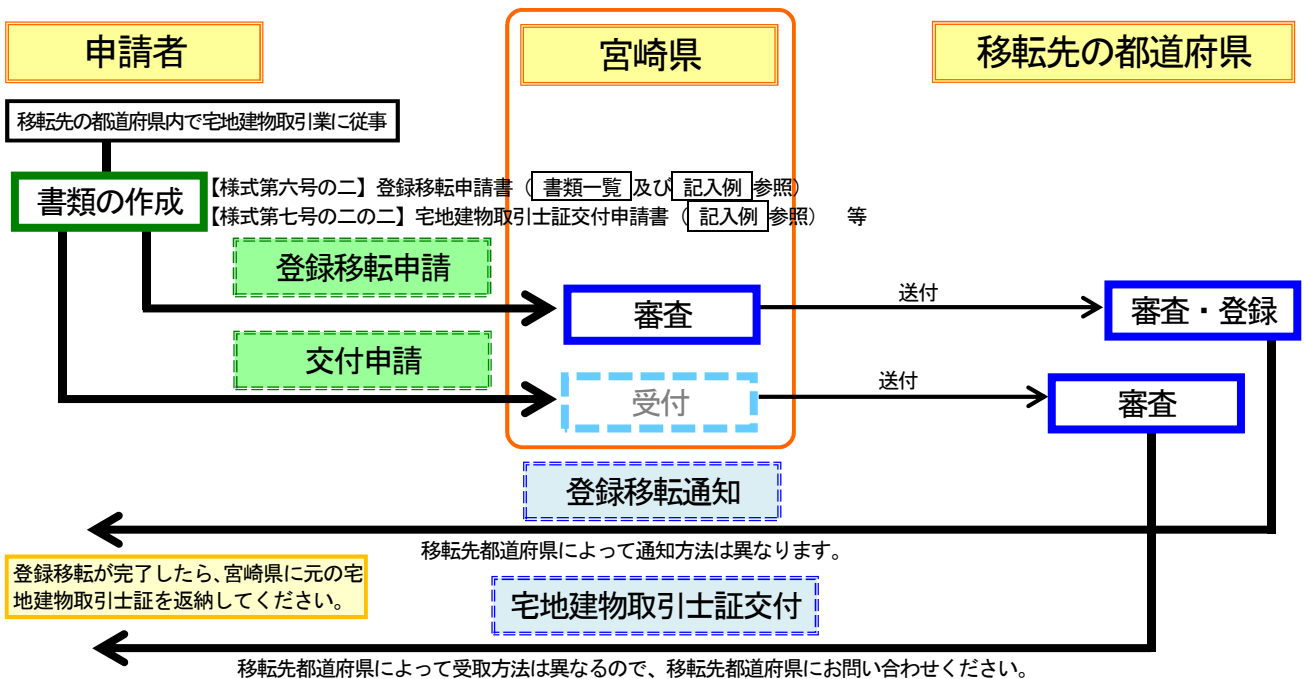 申請者
宮崎県
移転先の都道府県
移転先の都道府県内で宅地建物取引業に従事
書類の作成
【様式第六号の二】登録移転申請書（ 書類一覧 及び 記入例 参照）
【様式第七号の二の二】宅地建物取引士証交付申請書（ 記入例 参照） 等
登録移転申請
審査
送付
審査・登録
交付申請
受付
送付
審査
登録移転通知
移転先都道府県によって通知方法は異なります。
登録移転が完了したら、宮崎県に元の宅
地建物取引士証を返納してください。
宅地建物取引士証交付
移転先都道府県によって受取方法は異なるので、移転先都道府県にお問い合わせください。